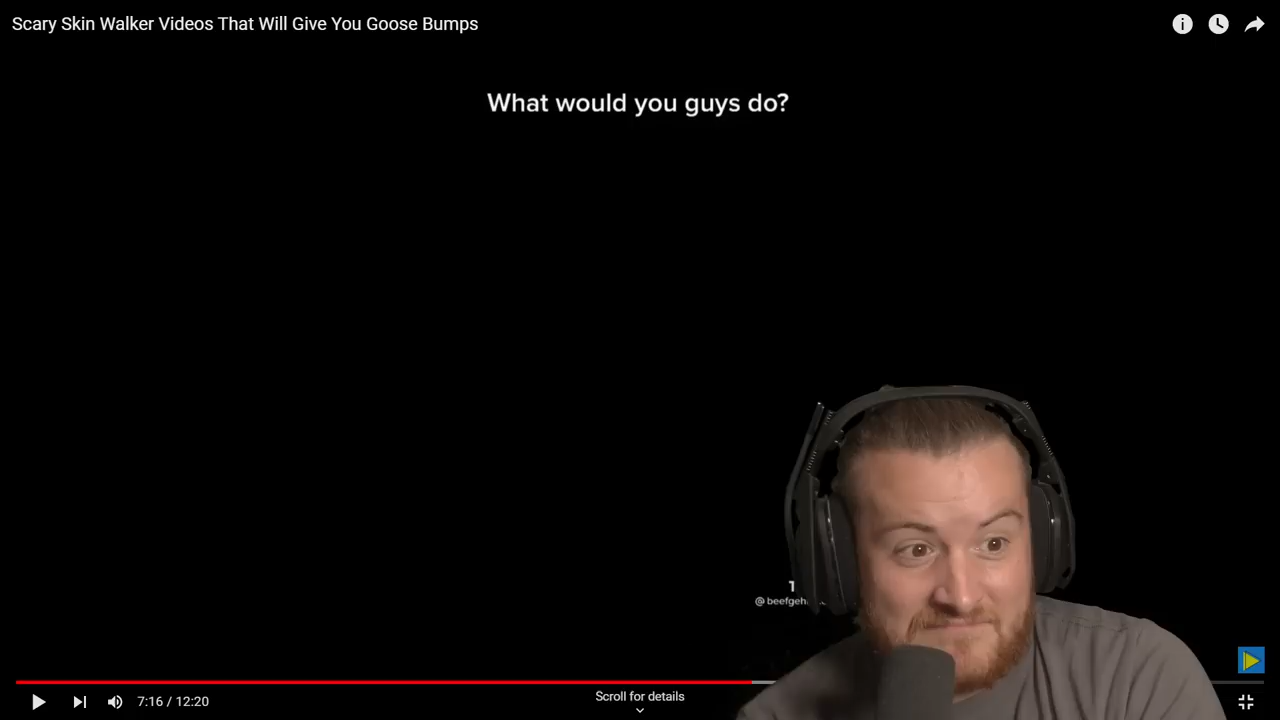 Scary Skin Walker Videos That Will Give You Goose Bumps
What would you guys do?
1
@ beefgeh
7:16 / 12:20
Scroll for details